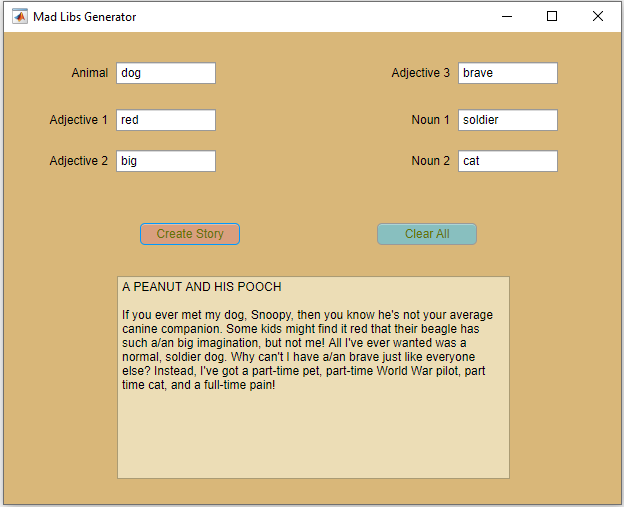 Mad Libs Generator
Animal dog
Adjective 3 brave
Adjective 1 red
Noun 1 soldier
Adjective 2 big
Noun 2 cat
Create Story
Clear All
A PEANUT AND HIS POOCH
If you ever met my dog, Snoopy, then you know he's not your average
canine companion. Some kids might find it red that their beagle has
such a/an big imagination, but not me! All I've ever wanted was a
normal, soldier dog. Why can't I have a/an brave just like everyone
else? Instead, I've got a part-time pet, part-time World War pilot, part
time cat, and a full-time pain!